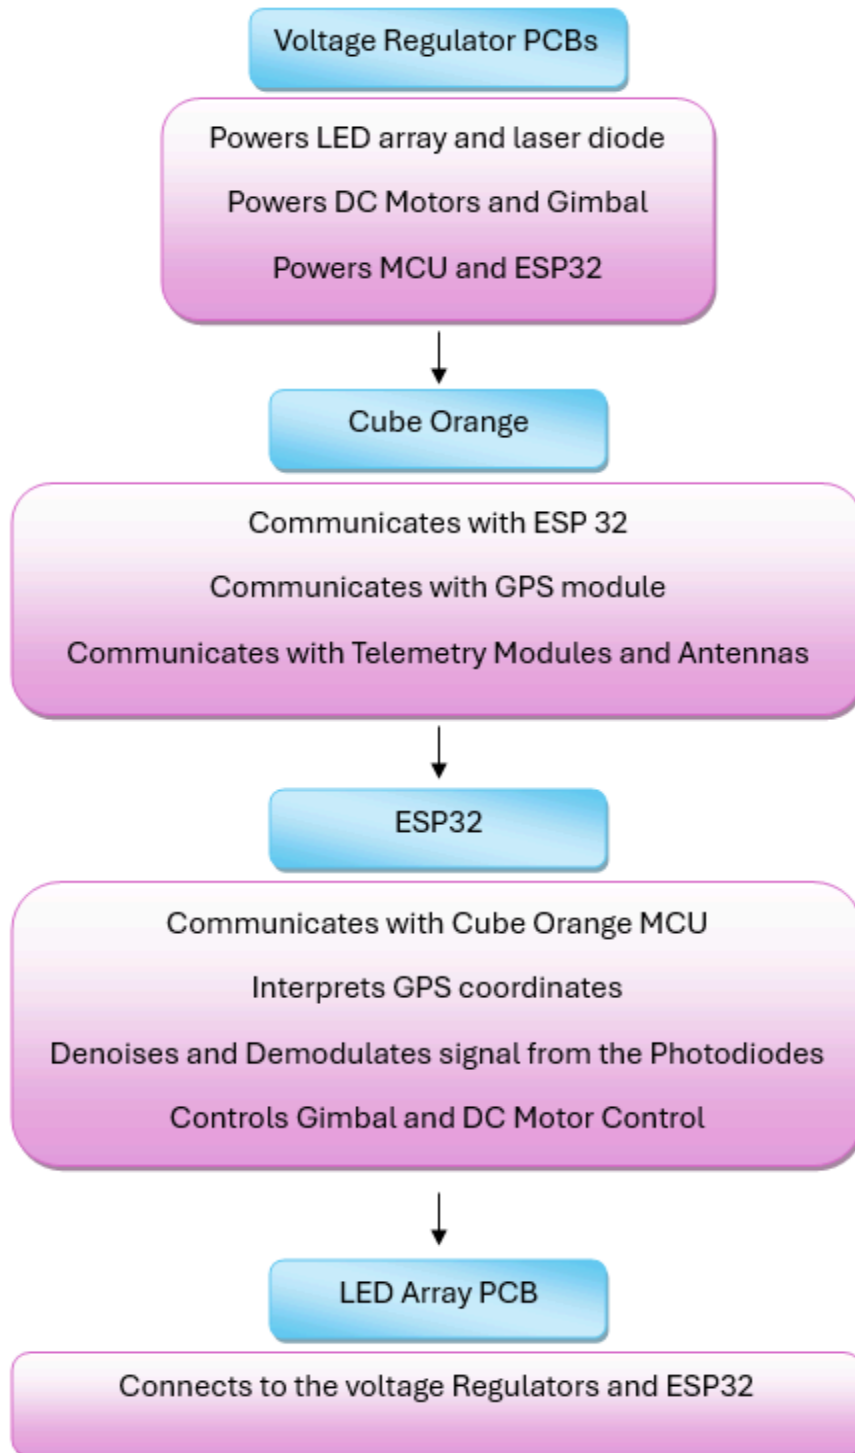 Voltage Regulator PCBs
Powers LED array and laser diode
Powers DC Motors and Gimbal
Powers MCU and ESP32
Cube Orange
Communicates with ESP 32
Communicates with GPS module
Communicates with Telemetry Modules and Antennas
ESP32
Communicates with Cube Orange MCU
Interprets GPS coordinates
Denoises and Demodulates signal from the Photodiodes
Controls Gimbal and DC Motor Control
LED Array PCB
Connects to the voltage Regulators and ESP32